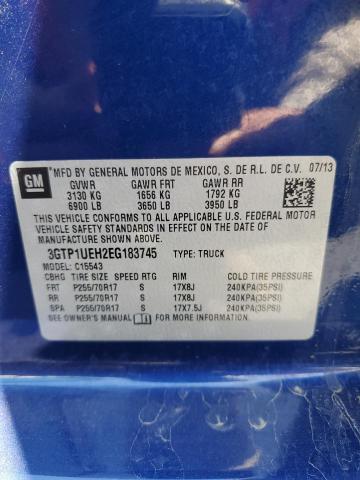 GM
MFD BY GENERAL MOTORS DE MEXICO, S. DE R.L. DE C.V. 07/13
GVWR GAWR FRT GAWR RR
3130 KG 1656 KG 1792 KG
6900 LB 3650 LB 3950 LB
THIS VEHICLE CONFORMS TO ALL APPLICABLE U.S. FEDERAL MOTOR
VEHICLE SAFETY STANDARDS IN EFFECT ON THE DATE OF
MANUFACTURE SHOWN ABOVE.
3GTP1UEH2EG183745 TYPE: TRUCK
MODEL: C15543
CBHG TIRE SIZE SPEED RTG RIM COLD TIRE PRESSURE
FRT P255/70R17 S 17X8J 240KPA(35PSI)
RR P255/70R17 S 17X8J 240KPA(35PSI)
SPA P255/70R17 S 17X7.5J 240KPA(35PSI)
SEE OWNER'S MANUAL FOR MORE INFORMATION